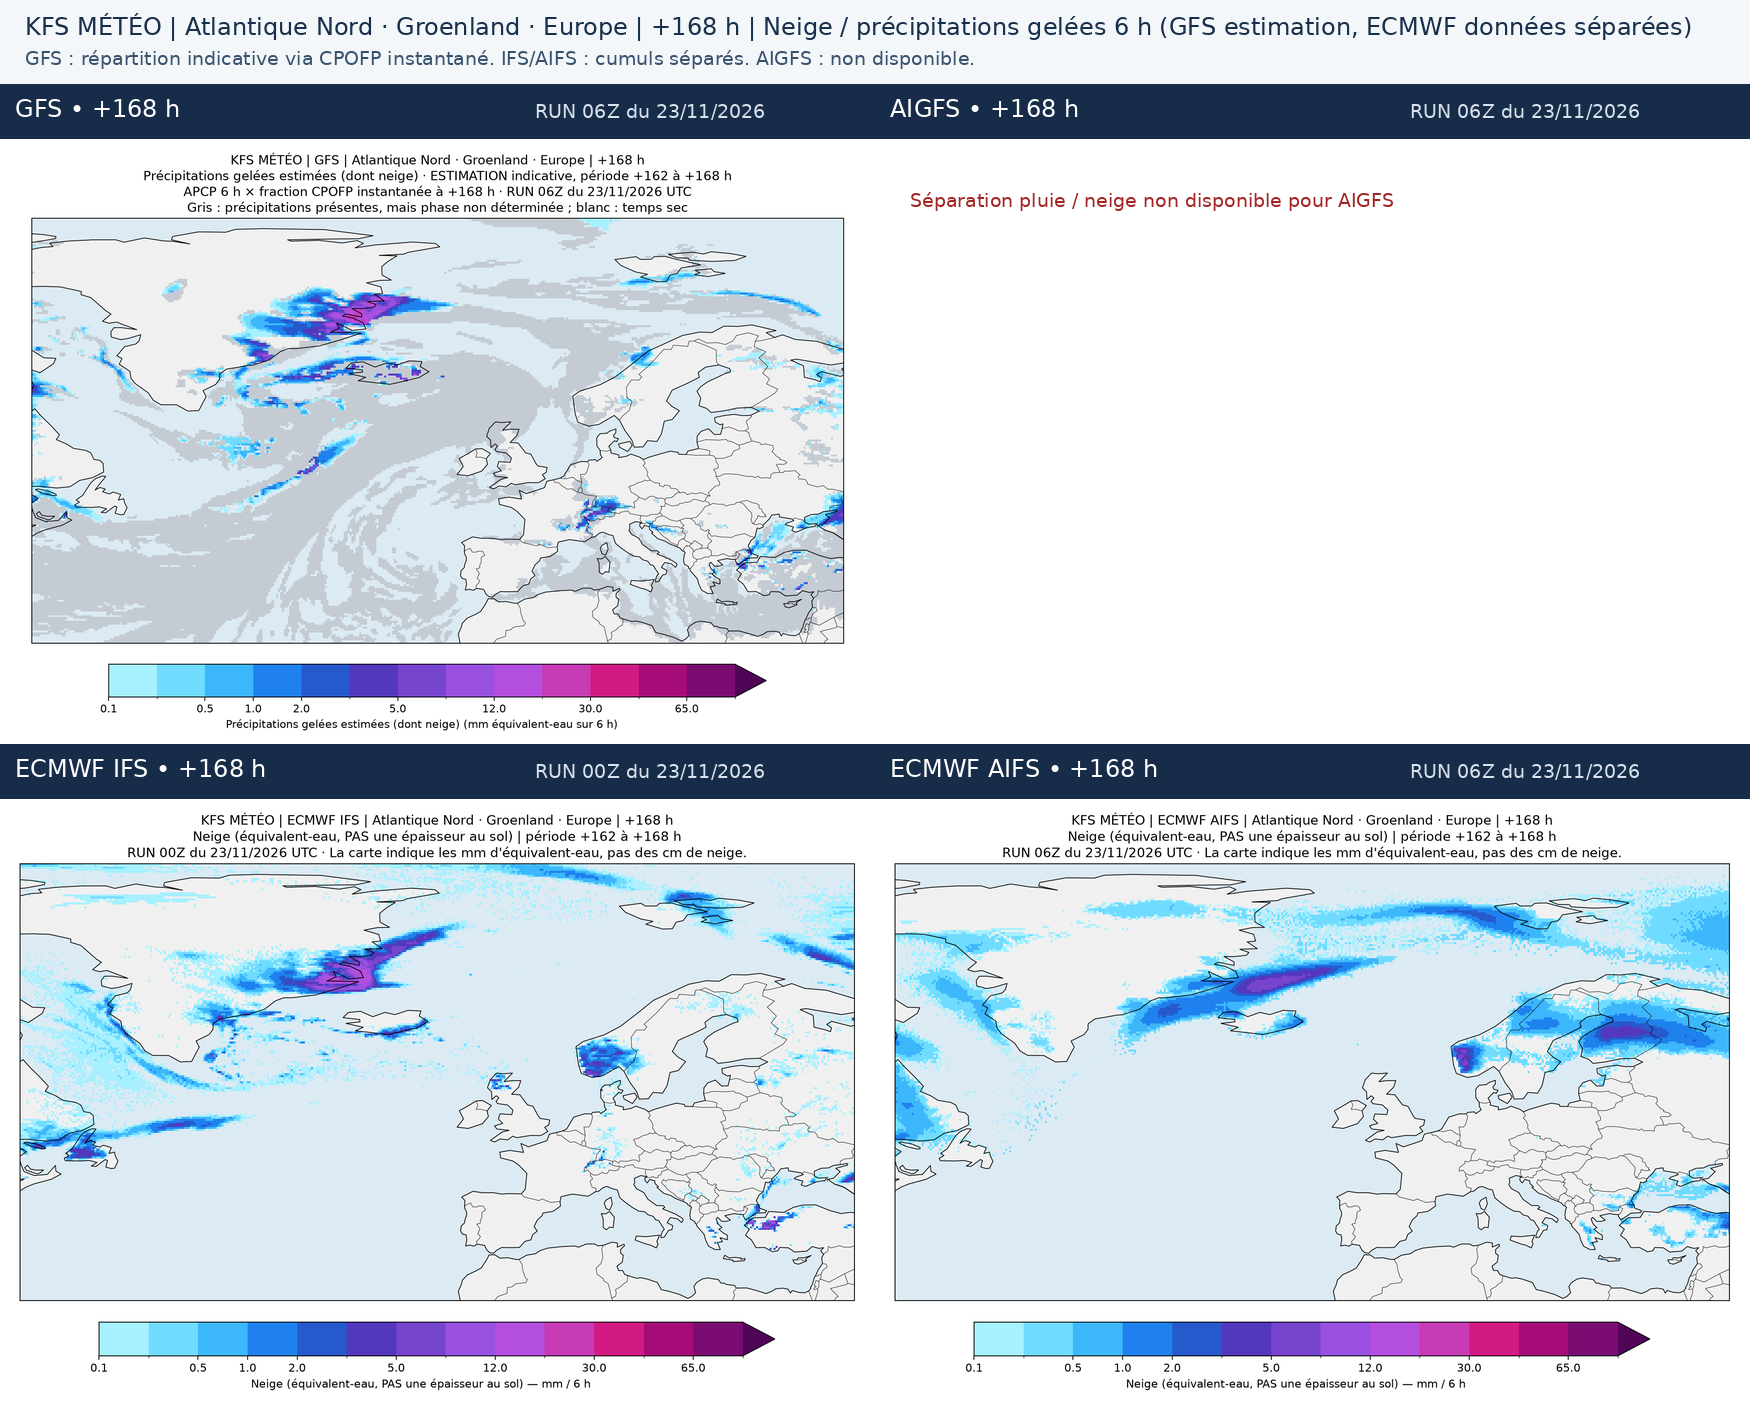 KFS MÉTÉO | Atlantique Nord · Groenland · Europe | +168 h | Neige / précipitations gelées 6 h (GFS estimation, ECMWF données séparées)
GFS : répartition indicative via CPOFP instantané. IFS/AIFS : cumuls séparés. AIGFS : non disponible.
GFS • +168 h
RUN 06Z du 23/11/2026
AIGFS • +168 h
RUN 06Z du 23/11/2026
KFS MÉTÉO | GFS | Atlantique Nord · Groenland · Europe | +168 h
Précipitations gelées estimées (dont neige) · ESTIMATION indicative, période +162 à +168 h
APCP 6 h × fraction CPOFP instantanée à +168 h · RUN 06Z du 23/11/2026 UTC
Gris : précipitations présentes, mais phase non déterminée ; blanc : temps sec
Séparation pluie / neige non disponible pour AIGFS
0.1 0.5 1.0 2.0 5.0 12.0 30.0 65.0
Précipitations gelées estimées (dont neige) (mm équivalent-eau sur 6 h)
ECMWF IFS • +168 h
RUN 00Z du 23/11/2026
ECMWF AIFS • +168 h
RUN 06Z du 23/11/2026
KFS MÉTÉO | ECMWF IFS | Atlantique Nord · Groenland · Europe | +168 h
Neige (équivalent-eau, PAS une épaisseur au sol) | période +162 à +168 h
RUN 00Z du 23/11/2026 UTC · La carte indique les mm d'équivalent-eau, pas des cm de neige.
KFS MÉTÉO | ECMWF AIFS | Atlantique Nord · Groenland · Europe | +168 h
Neige (équivalent-eau, PAS une épaisseur au sol) | période +162 à +168 h
RUN 06Z du 23/11/2026 UTC · La carte indique les mm d'équivalent-eau, pas des cm de neige.
0.1 0.5 1.0 2.0 5.0 12.0 30.0 65.0
Neige (équivalent-eau, PAS une épaisseur au sol) — mm / 6 h
0.1 0.5 1.0 2.0 5.0 12.0 30.0 65.0
Neige (équivalent-eau, PAS une épaisseur au sol) — mm / 6 h